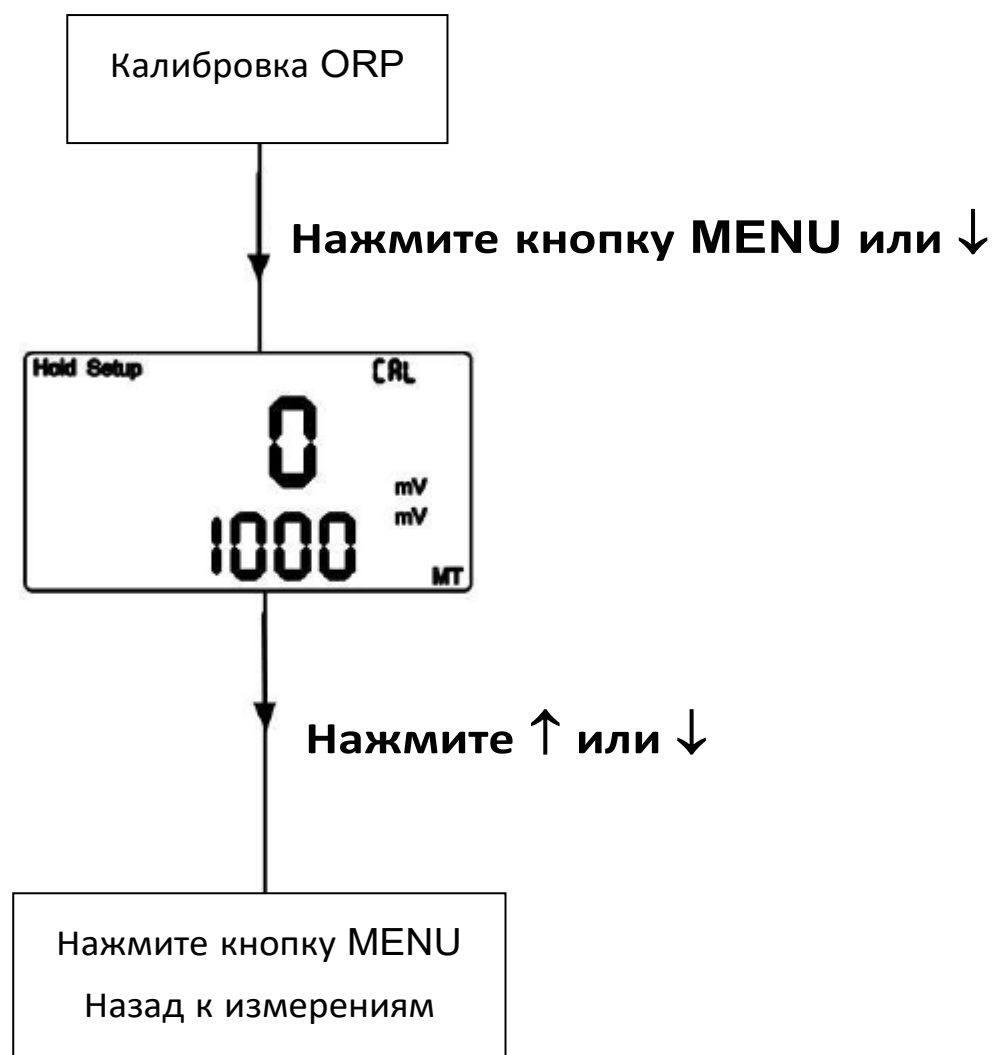 Калибровка ORP
Нажмите кнопку MENU или ↓
Hold Setup CAL
0
mV
mV
1000
MT
Нажмите ↑ или ↓
Нажмите кнопку MENU
Назад к измерениям